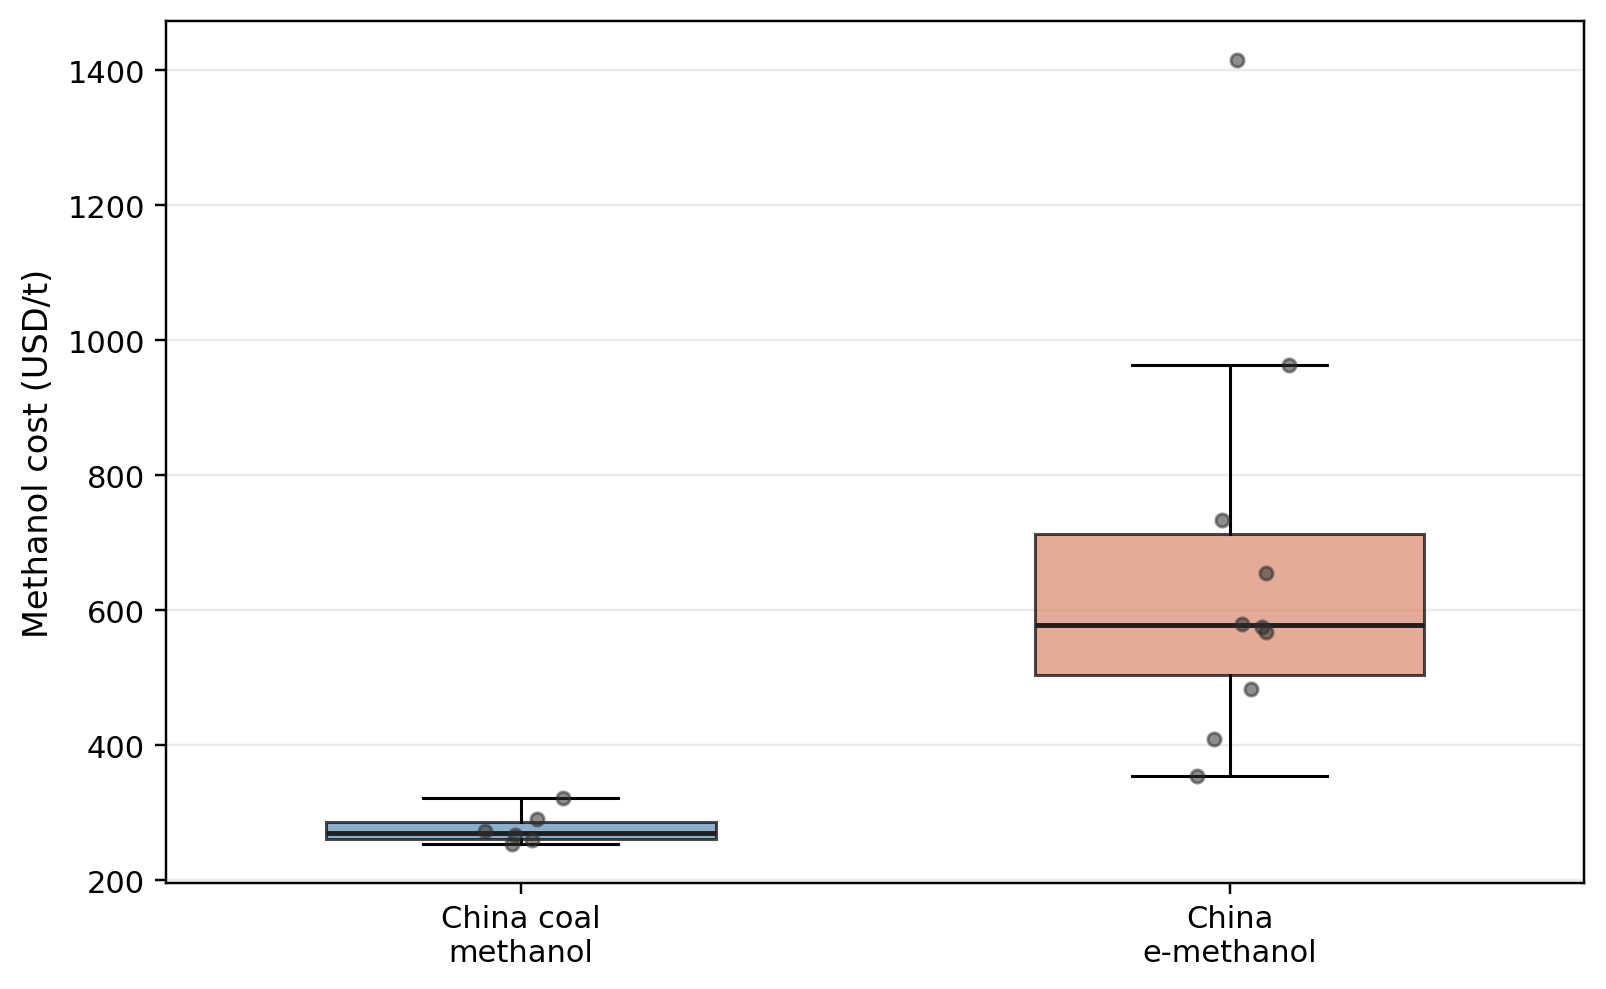 1400
1200
1000
800
600
400
200
Methanol cost (USD/t)
China coal
methanol
China
e-methanol